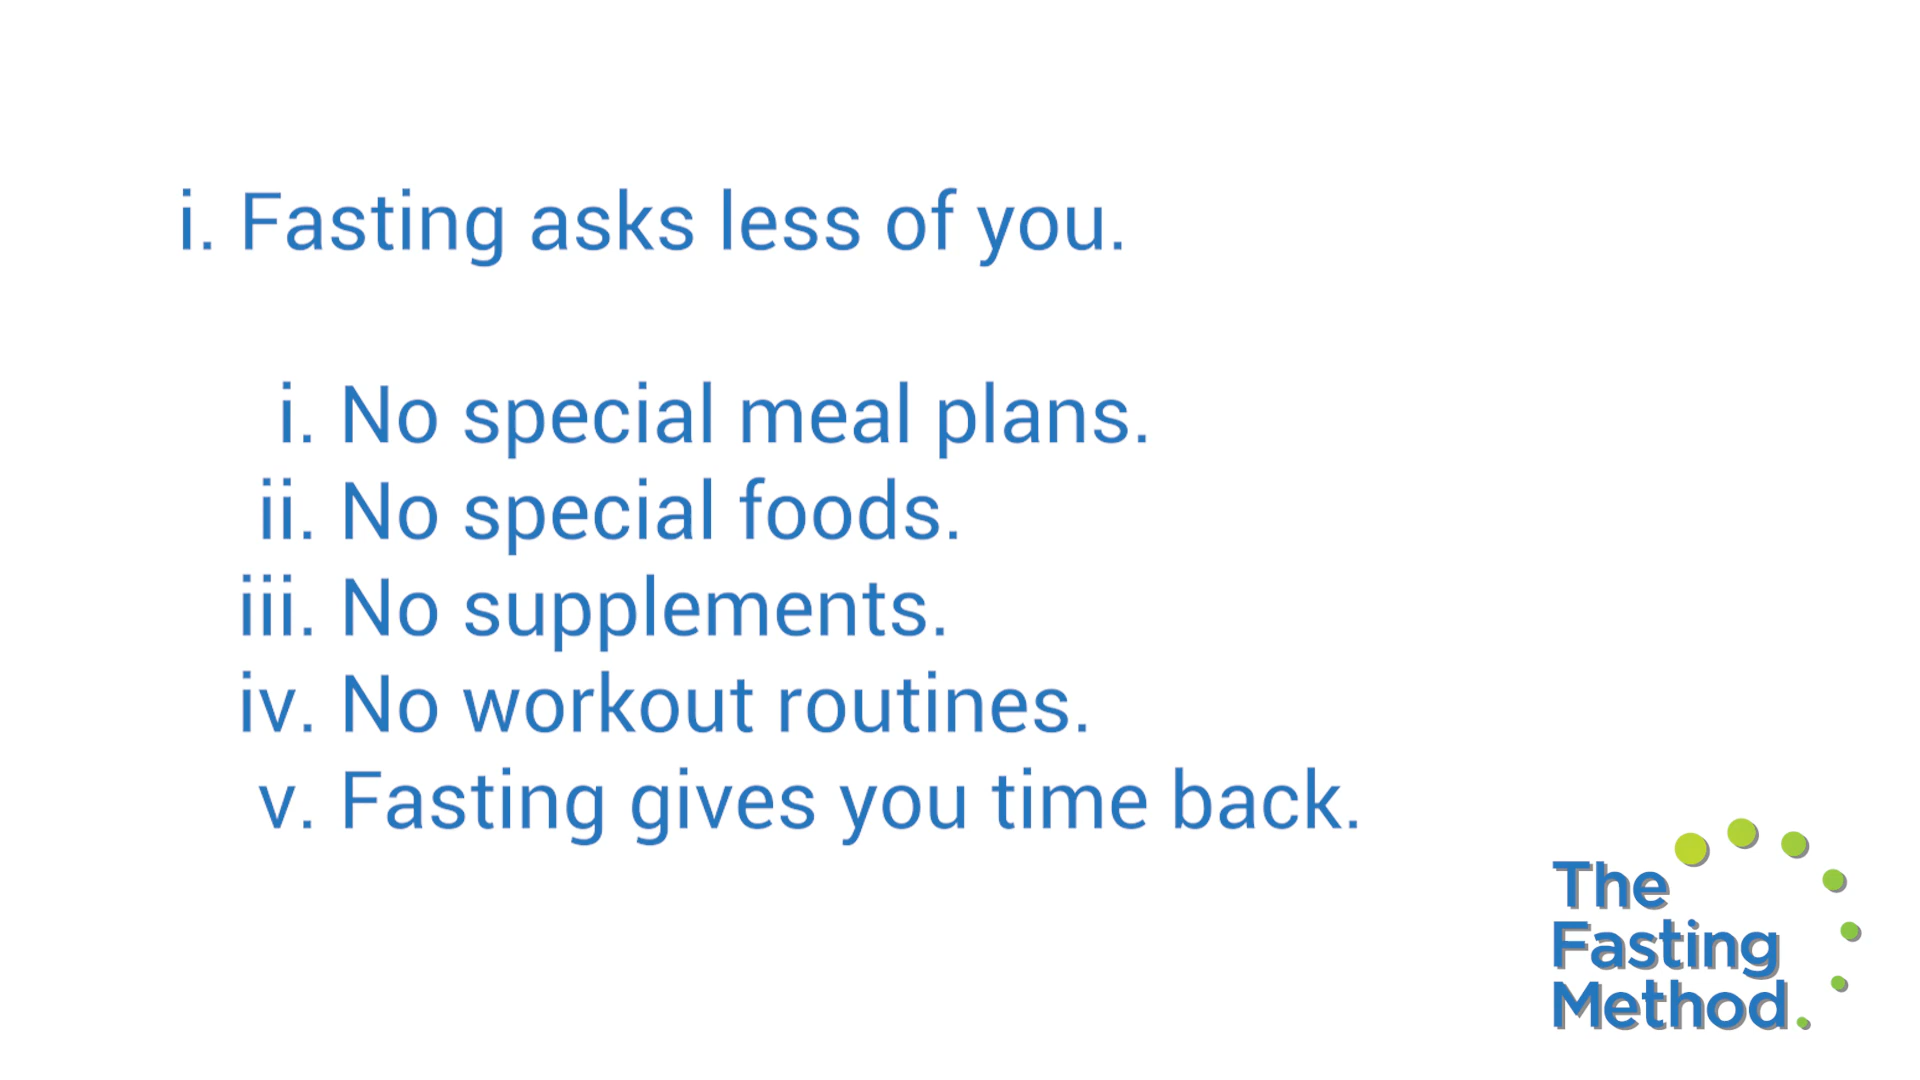 i. Fasting asks less of you.
i. No special meal plans.
ii. No special foods.
iii. No supplements.
iv. No workout routines.
v. Fasting gives you time back.
The
Fasting
Method